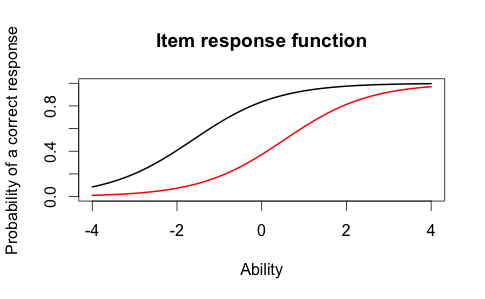 Item response function
Probability of a correct response
0.8
0.4
0.0
-4 -2 0 2 4
Ability